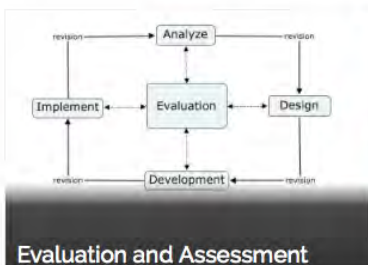 Analyze
revision
revision
Implement
Evaluation
Design
revision
Development
revision
Evaluation and Assessment